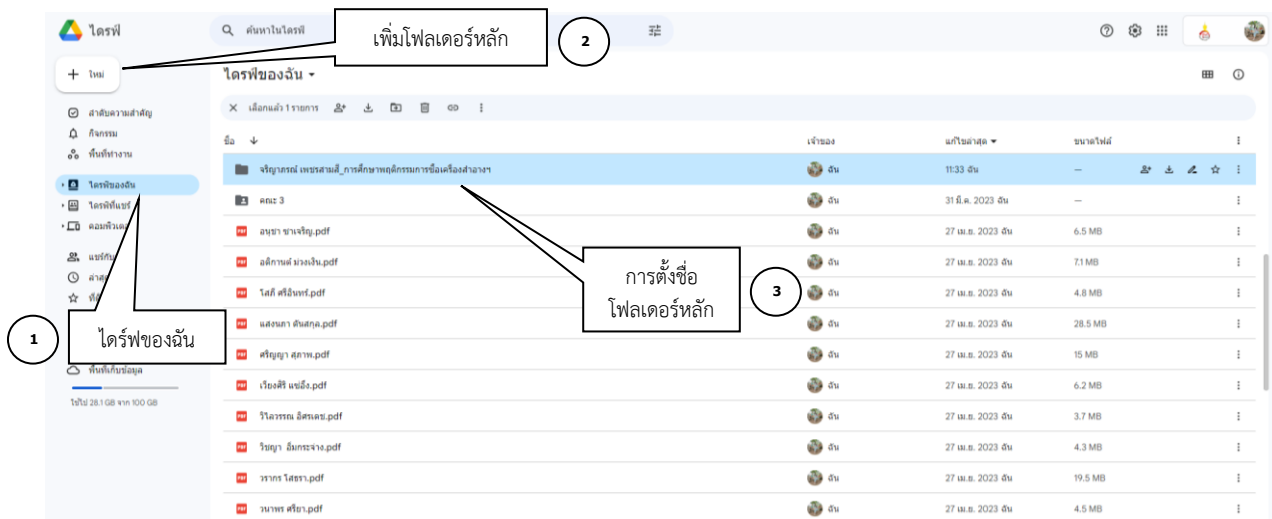 ไดรฟ์
ค้นหาในไดรฟ์
เพิ่มโฟลเดอร์หลัก
2
+ ใหม่
ไดรฟ์ของฉัน
เลือกแล้ว 1 รายการ
ลำดับความสำคัญ
กิจกรรม
พื้นที่ทำงาน
ไดรฟ์ของฉัน
ไดรฟ์ที่แชร์
คอมพิวเตอ
แชร์กับ
ล่าสุด
1
ไดร์ฟของฉัน
พื้นที่เก็บข้อมูล
ใช้ไป 28.1 GB จาก 100 GB
ชื่อ เจ้าของ แก้ไขล่าสุด ขนาดไฟล์
จริญาภรณ์ เพชรสามสี_การศึกษาพฤติกรรมการซื้อเครื่องสำอางฯ ฉัน 11:33 ฉัน —
คณะ 3 ฉัน 31 มี.ค. 2023 ฉัน —
อนุชา ชาเจริญ.pdf ฉัน 27 เม.ย. 2023 ฉัน 6.5 MB
อติกานต์ ม่วงเงิน.pdf ฉัน 27 เม.ย. 2023 ฉัน 7.1 MB
โสภี ศรีอินทร์.pdf ฉัน 27 เม.ย. 2023 ฉัน 4.8 MB
แสงนภา ตันสกุล.pdf ฉัน 27 เม.ย. 2023 ฉัน 28.5 MB
ศริญญา สุภาพ.pdf ฉัน 27 เม.ย. 2023 ฉัน 15 MB
เวียงศิริ แซ่อึ้ง.pdf ฉัน 27 เม.ย. 2023 ฉัน 6.2 MB
วิไลวรรณ อิศรเดช.pdf ฉัน 27 เม.ย. 2023 ฉัน 3.7 MB
วิชญา อิ่มกระจ่าง.pdf ฉัน 27 เม.ย. 2023 ฉัน 4.3 MB
วรากร โสธรา.pdf ฉัน 27 เม.ย. 2023 ฉัน 19.5 MB
วนาพร ศรียา.pdf ฉัน 27 เม.ย. 2023 ฉัน 4.5 MB
การตั้งชื่อ
โฟลเดอร์หลัก
3